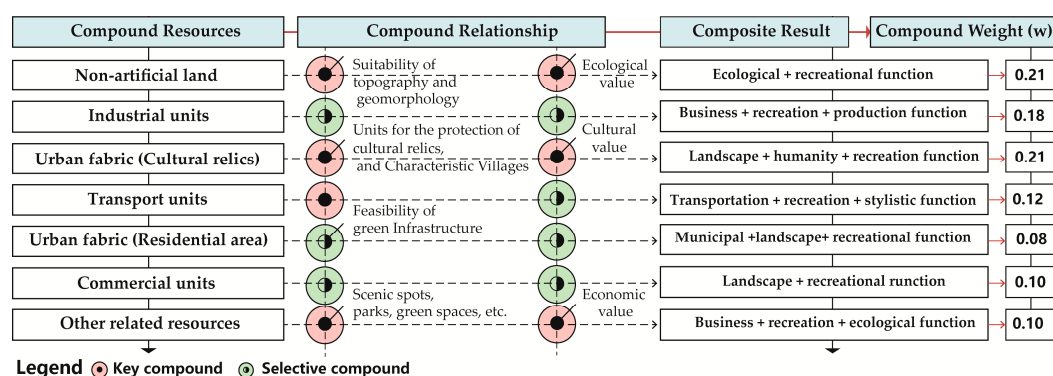 Compound Resources
Compound Relationship
Composite Result
Compound Weight (w)
Non-artificial land
Suitability of
topography and
geomorphology
Ecological
value
Ecological + recreational function
0.21
Industrial units
Business + recreation + production function
0.18
Units for the protection of
cultural relics,
and Characteristic Villages
Cultural
value
Urban fabric (Cultural relics)
Landscape + humanity + recreation function
0.21
Transport units
Transportation + recreation + stylistic function
0.12
Feasibility of
green Infrastructure
Urban fabric (Residential area)
Municipal +landscape+ recreational function
0.08
Commercial units
Landscape + recreational runction
0.10
Scenic spots,
parks, green spaces, etc.
Economic
value
Other related resources
Business + recreation + ecological function
0.10
Legend Key compound Selective compound